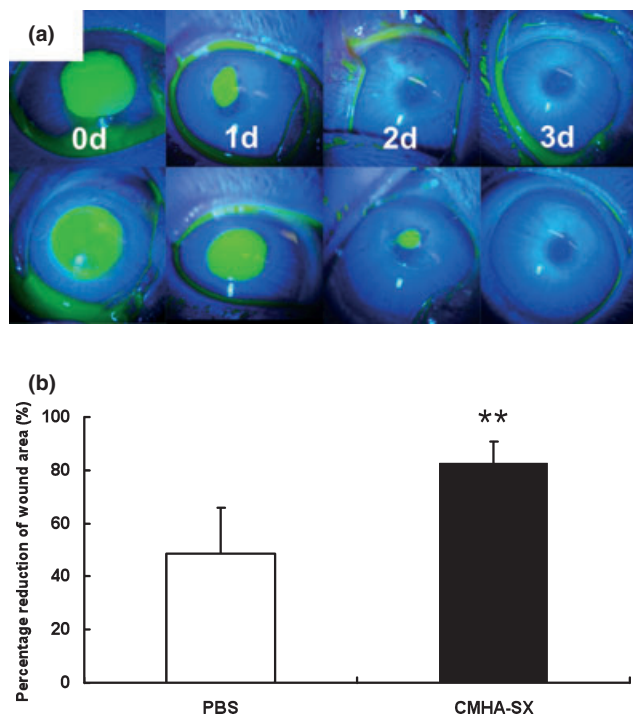 (a)
0d 1d 2d 3d
(b)
Percentage reduction of wound area (%)
100
80
60
40
20
0
**
PBS CMHA-SX